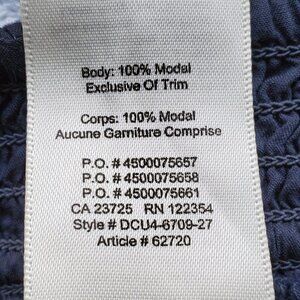 Body: 100% Modal
Exclusive Of Trim
Corps: 100% Modal
Aucune Garniture Comprise
P.O. # 4500075657
P.O. # 4500075658
P.O. # 4500075661
CA 23725 RN 122354
Style # DCU4-6709-27
Article # 62720